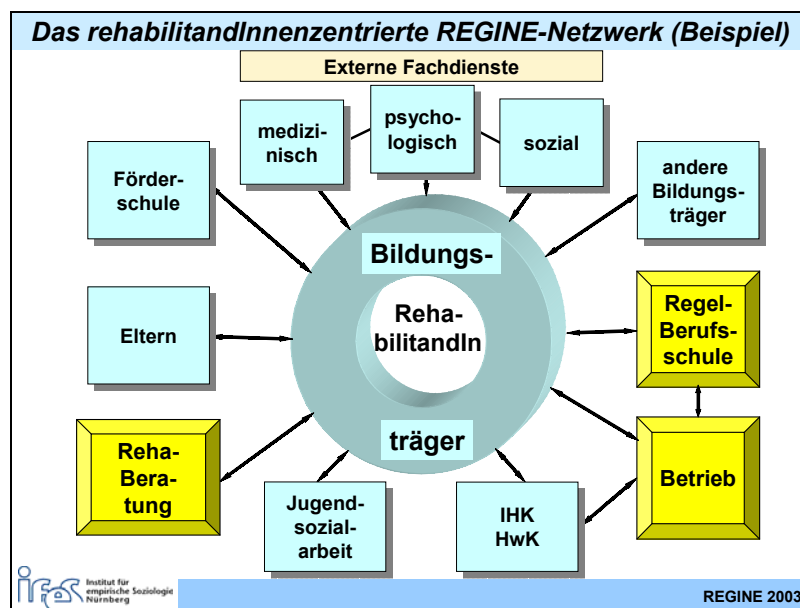 Das rehabilitandInnenzentrierte REGINE-Netzwerk (Beispiel)
Externe Fachdienste
medizi-
nisch
psycho-
logisch
sozial
Förder-
schule
andere
Bildungs-
träger
Bildungs-
Reha-
bilitandIn
träger
Eltern
Regel-
Berufs-
schule
Reha-
Bera-
tung
Betrieb
Jugend-
sozial-
arbeit
IHK
HwK
ifes
Institut für
empirische Soziologie
Nürnberg
REGINE 2003